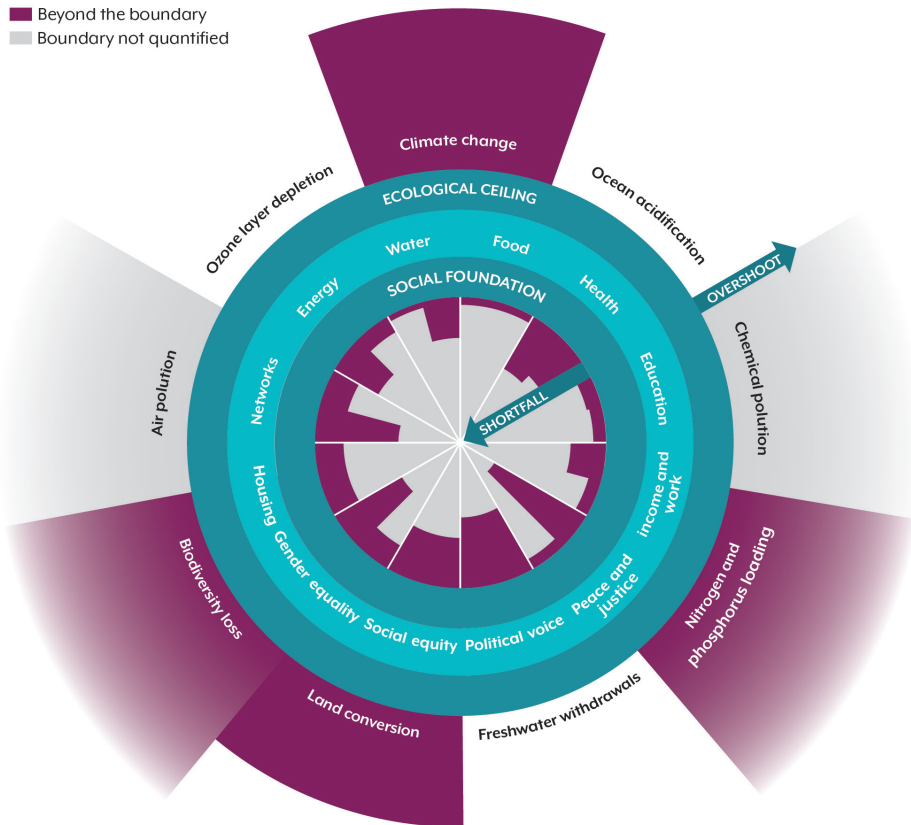 Beyond the boundary
Boundary not quantified
Climate change
Ozone layer depletion
Ocean acidification
ECOLOGICAL CEILING
Water
Food
Energy
Health
SOCIAL FOUNDATION
OVERSHOOT
Networks
Education
Air polution
Chemical polution
SHORTFALL
Housing
income and
work
Gender equality
Social equity
Political voice
Peace and
justice
Biodiversity loss
Nitrogen and
phosphorus loading
Land conversion
Freshwater withdrawals